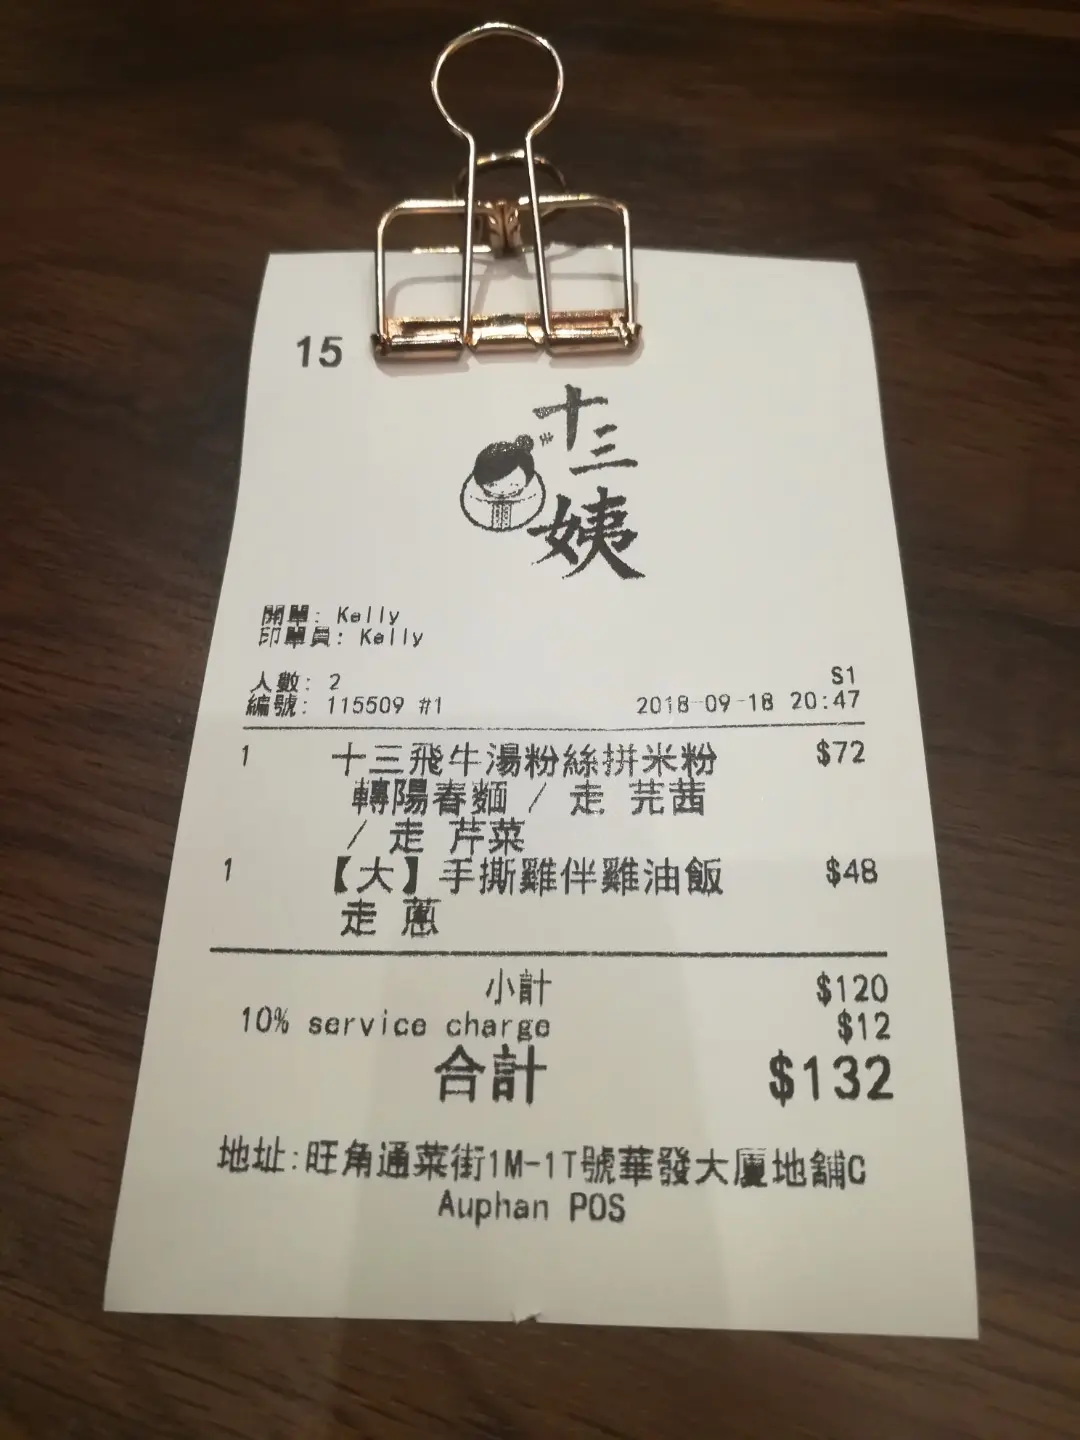 15
十三姨
開單: Kelly
印單員: Kelly
人數: 2 S1
編號: 115509 #1 2018-09-18 20:47
1 十三飛牛湯粉絲拼米粉 $72
轉陽春麵 / 走 芫茜
/ 走 芹菜
1 【大】手撕雞伴雞油飯 $48
走 蔥
小計 $120
10% service charge $12
合計 $132
地址:旺角通菜街1M-1T號華發大廈地舖C
Auphan POS